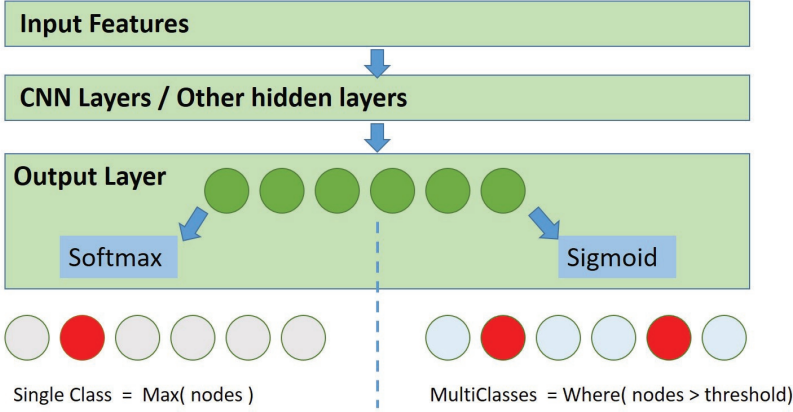 Input Features
CNN Layers / Other hidden layers
Output Layer
Softmax
Sigmoid
Single Class = Max( nodes )
MultiClasses = Where( nodes > threshold)